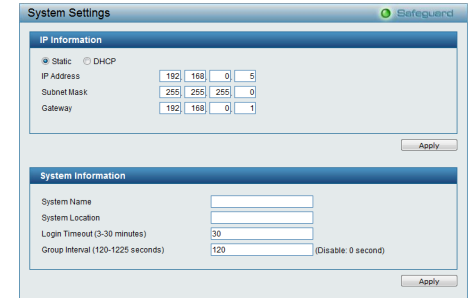 System Settings Safeguard
IP Information
Static DHCP
IP Address 192. 168. 0. 5
Subnet Mask 255. 255. 255. 0
Gateway 192. 168. 0. 1
Apply
System Information
System Name
System Location
Login Timeout (3-30 minutes) 30
Group Interval (120-1225 seconds) 120 (Disable: 0 second)
Apply